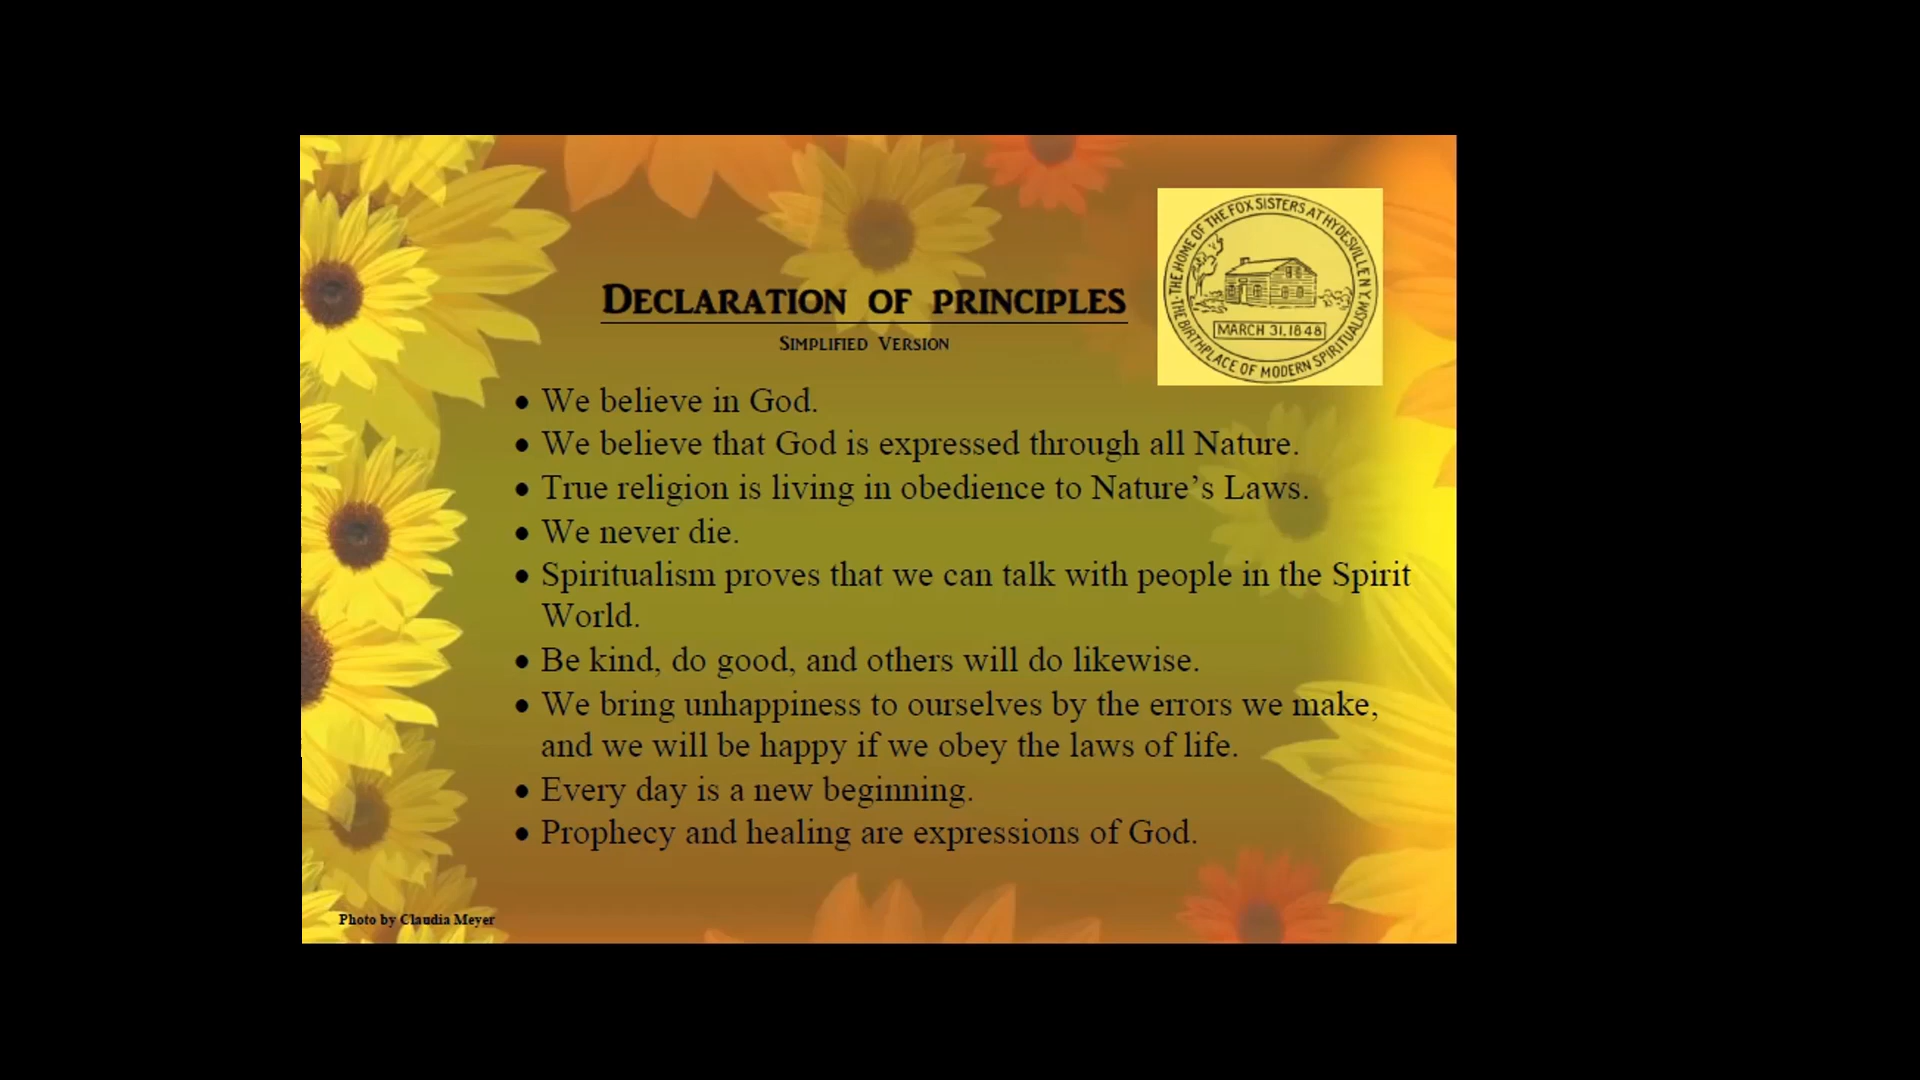 THE HOME OF THE FOX SISTERS AT HYDESVILLE N.Y.
MARCH 31, 1848
THE BIRTHPLACE OF MODERN SPIRITUALISM
DECLARATION OF PRINCIPLES
SIMPLIFIED VERSION
• We believe in God.
• We believe that God is expressed through all Nature.
• True religion is living in obedience to Nature’s Laws.
• We never die.
• Spiritualism proves that we can talk with people in the Spirit
World.
• Be kind, do good, and others will do likewise.
• We bring unhappiness to ourselves by the errors we make,
and we will be happy if we obey the laws of life.
• Every day is a new beginning.
• Prophecy and healing are expressions of God.
Photo by Claudia Meyer